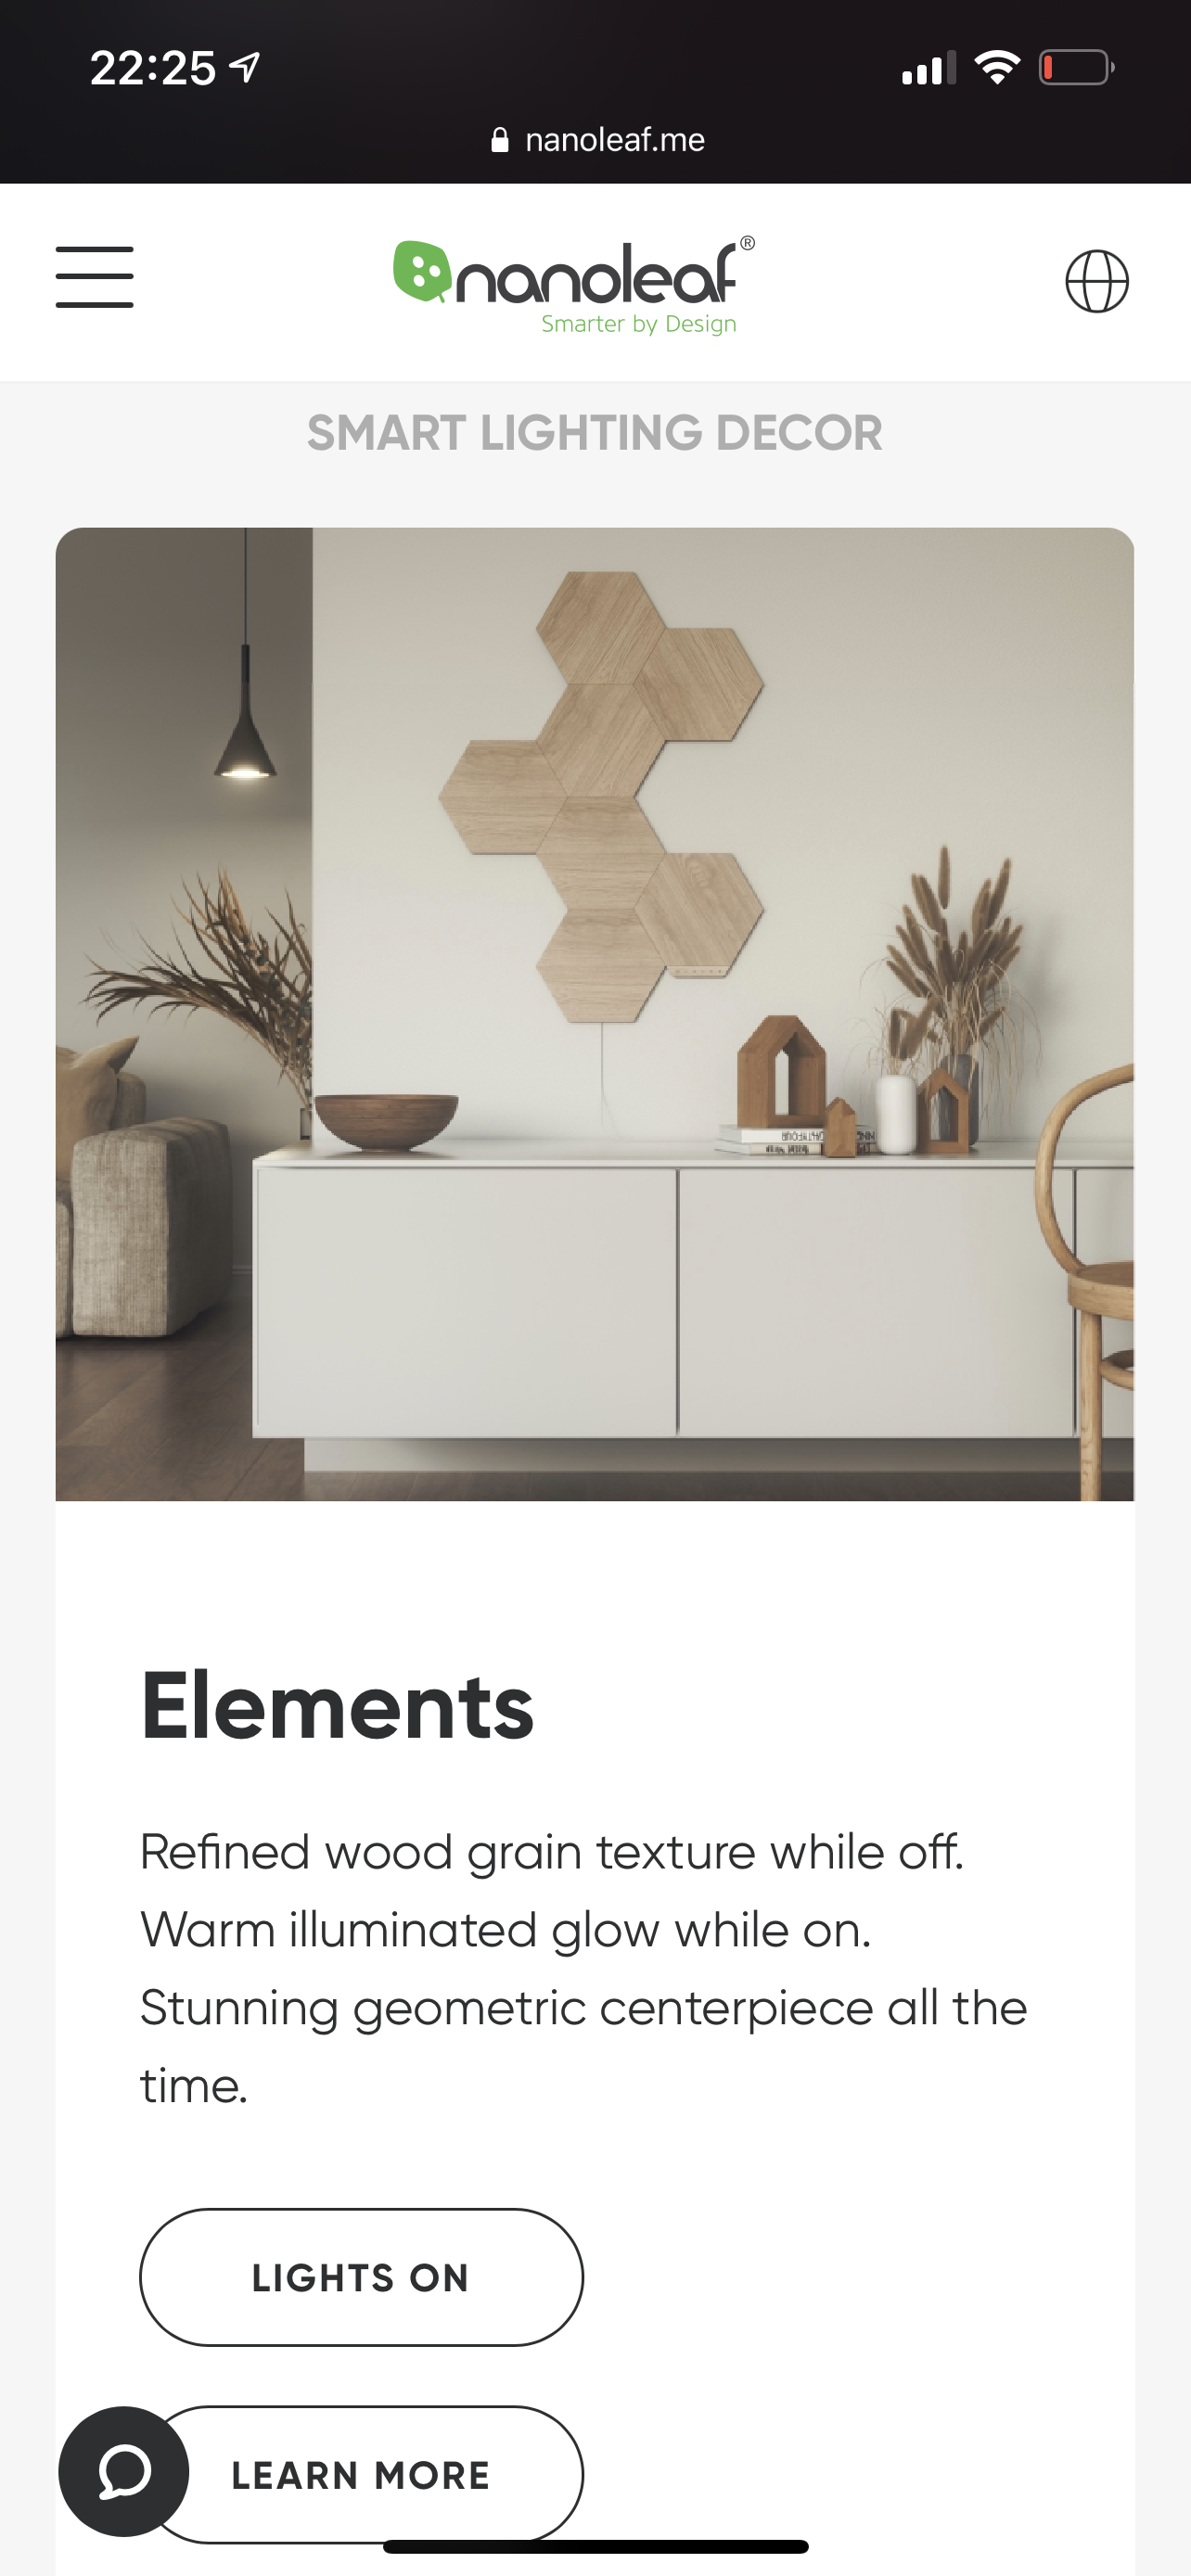 22:25
nanoleaf.me
nanoleaf®
Smarter by Design
SMART LIGHTING DECOR
Elements
Refined wood grain texture while off.
Warm illuminated glow while on.
Stunning geometric centerpiece all the
time.
LIGHTS ON
LEARN MORE